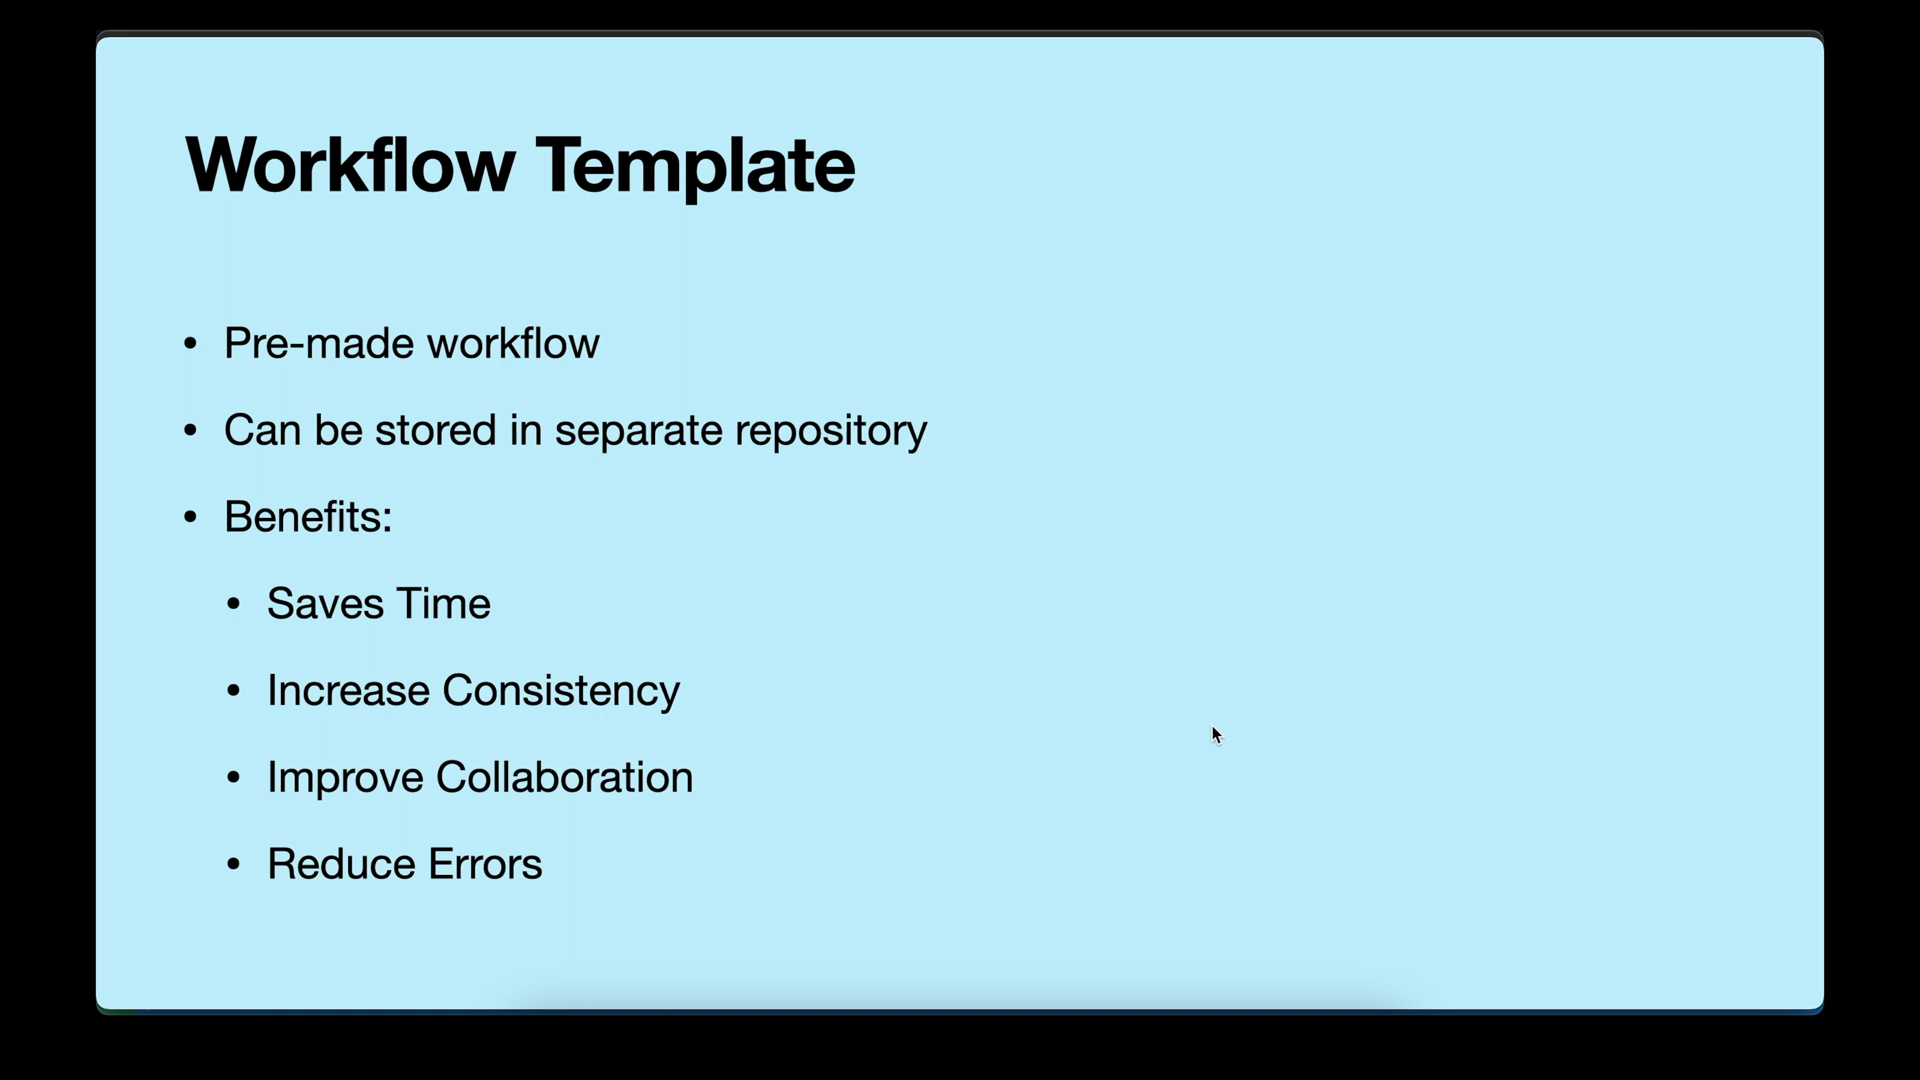 Workflow Template
• Pre-made workflow
• Can be stored in separate repository
• Benefits:
• Saves Time
• Increase Consistency
• Improve Collaboration
• Reduce Errors